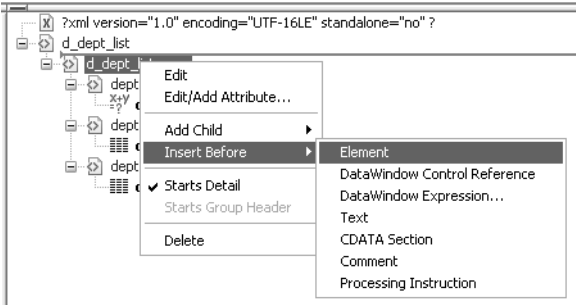 ?xml version="1.0" encoding="UTF-16LE" standalone="no" ?
d_dept_list
d_dept_l
dept
x+y
=?
dept
dept
Edit
Edit/Add Attribute...
Add Child
Insert Before
Starts Detail
Starts Group Header
Delete
Element
DataWindow Control Reference
DataWindow Expression...
Text
CDATA Section
Comment
Processing Instruction